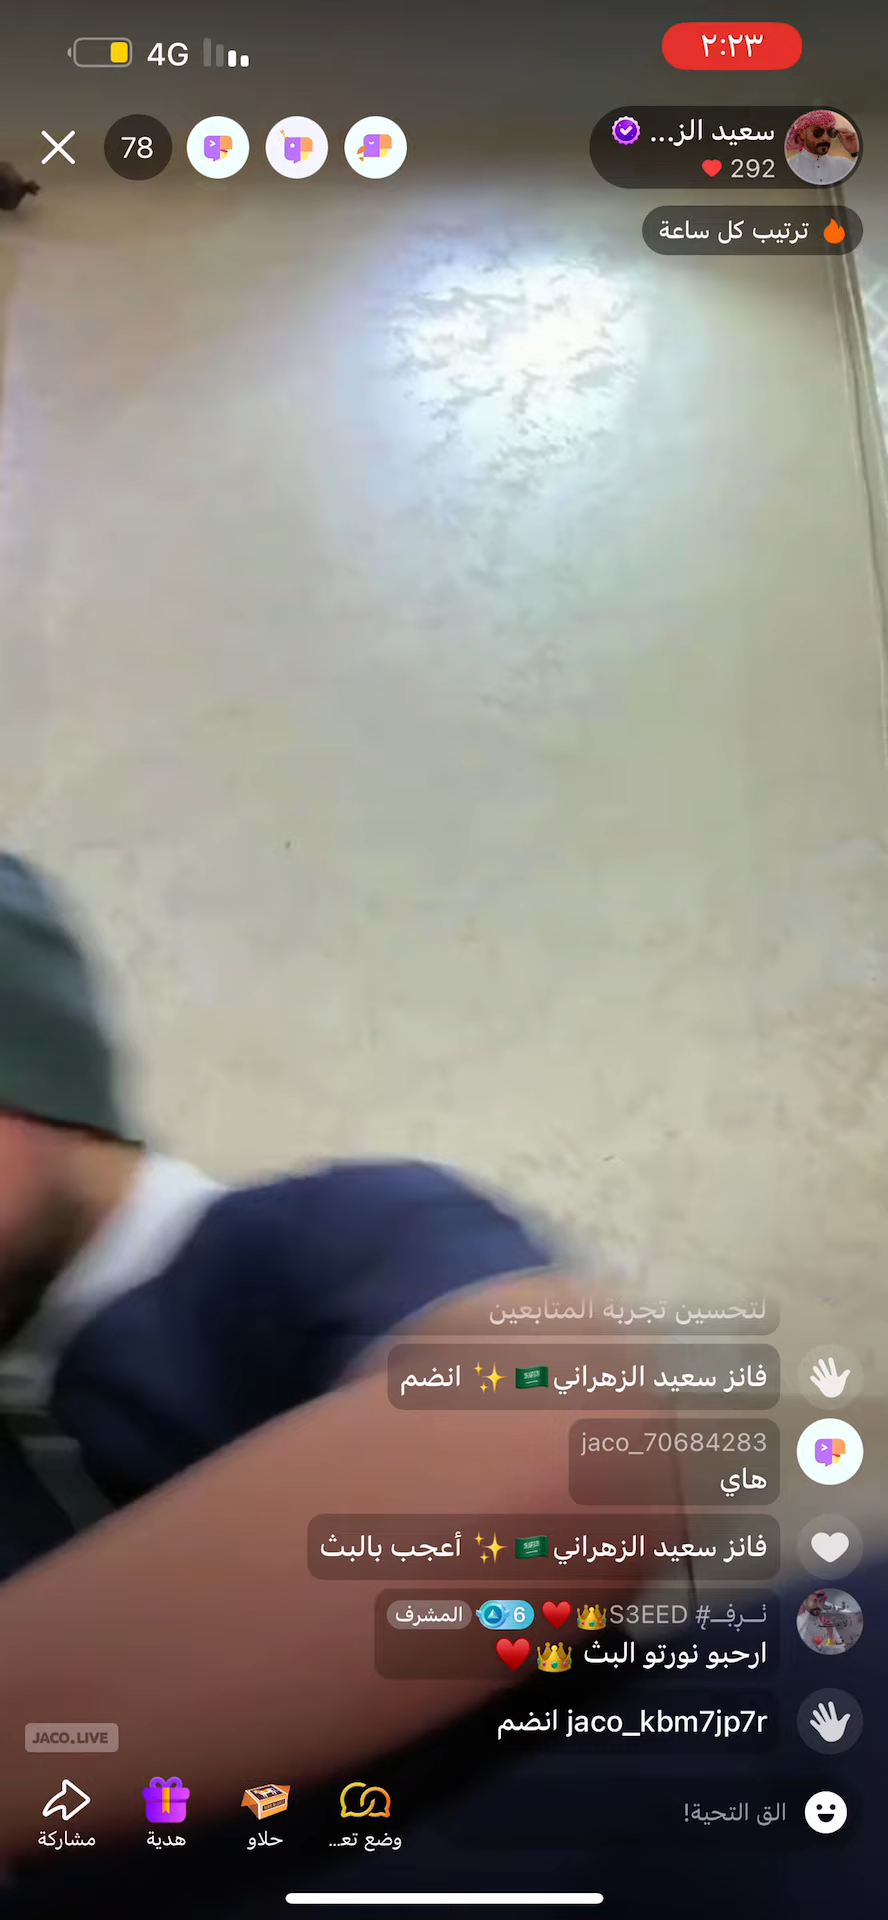 4G
٢:٢٣
78
سعيد الز...
292
ترتيب كل ساعة
لتحسين تجربة المتابعين
فانز سعيد الزهراني🇸🇦✨ انضم
jaco_70684283
هاي
فانز سعيد الزهراني🇸🇦✨ أعجب بالبث
S3EED👑❤️ 6 المشرف
ارحبو نورتو البث 👑❤️
jaco_kbm7jp7r انضم
JACO.LIVE
الق التحية!
وضع تعـ...
حلاو
هدية
مشاركة